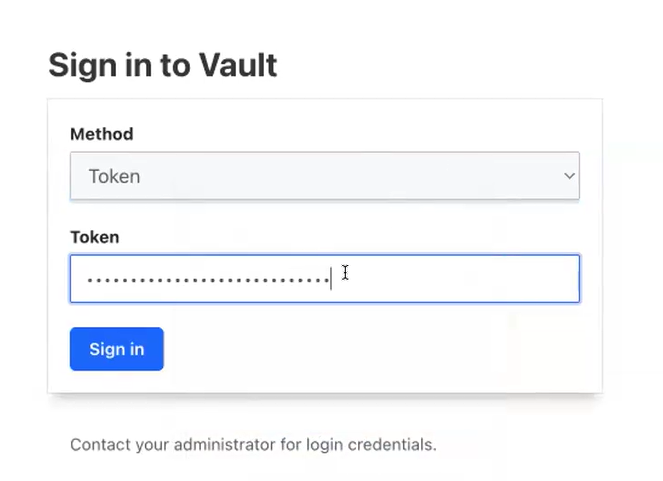 Sign in to Vault
Method
Token
Token
••••••••••••••••••••••••••••
Sign in
Contact your administrator for login credentials.